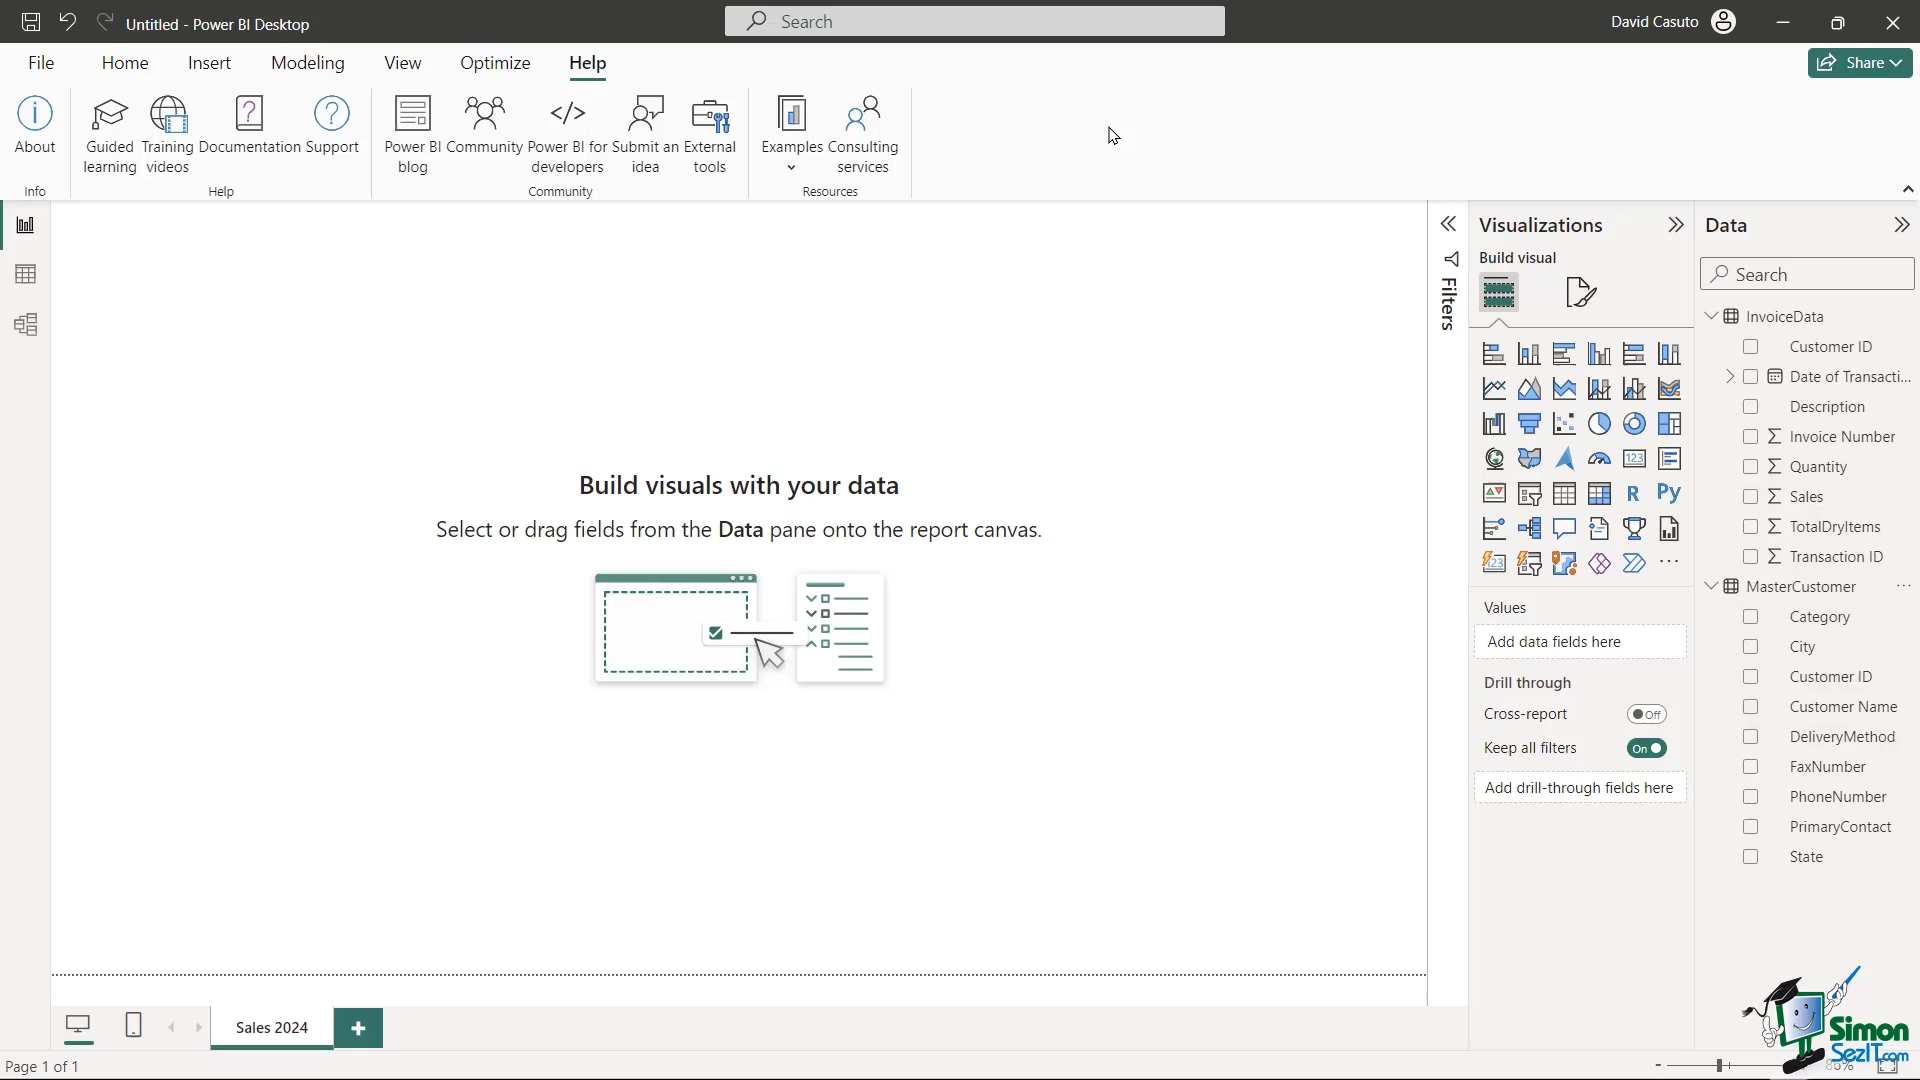 Untitled - Power BI Desktop
Search
David Casuto
File
Home
Insert
Modeling
View
Optimize
Help
Share
About
Guided
learning
Training
videos
Documentation
Support
Power BI
blog
Community
Power BI for
developers
Submit an
idea
External
tools
Examples
Consulting
services
Info
Help
Community
Resources
Build visuals with your data
Select or drag fields from the Data pane onto the report canvas.
Filters
Visualizations
Build visual
123
R
Py
123
...
Values
Add data fields here
Drill through
Cross-report
Off
Keep all filters
On
Add drill-through fields here
Data
Search
InvoiceData
Customer ID
Date of Transacti...
Description
Σ Invoice Number
Σ Quantity
Σ Sales
Σ TotalDryItems
Σ Transaction ID
MasterCustomer
...
Category
City
Customer ID
Customer Name
DeliveryMethod
FaxNumber
PhoneNumber
PrimaryContact
State
Sales 2024
Page 1 of 1
Simon
SezIT.com